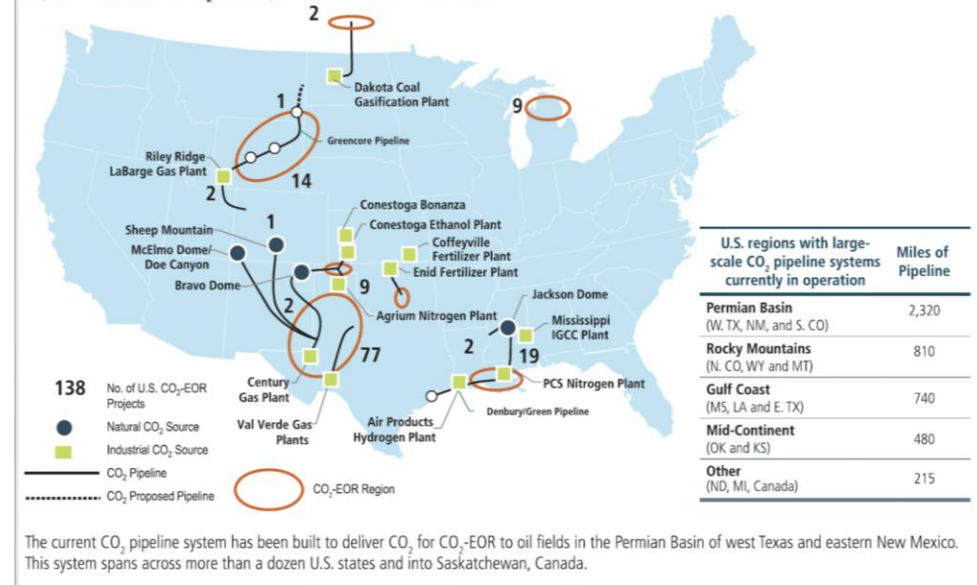 2
Dakota Coal
Gasification Plant
1
9
Greencore Pipeline
Riley Ridge
LaBarge Gas Plant
14
2
Conestoga Bonanza
1
Conestoga Ethanol Plant
Sheep Mountain
Coffeyville
Fertilizer Plant
McElmo Dome/
Doe Canyon
Enid Fertilizer Plant
Bravo Dome
9
2
Jackson Dome
Agrium Nitrogen Plant
Mississippi
IGCC Plant
2
19
77
Century
Gas Plant
PCS Nitrogen Plant
Denbury/Green Pipeline
Val Verde Gas
Plants
Air Products
Hydrogen Plant
138
No. of U.S. CO₂-EOR
Projects
Natural CO₂ Source
Industrial CO₂ Source
CO₂ Pipeline
CO₂ Proposed Pipeline
CO₂-EOR Region
U.S. regions with large-
scale CO₂ pipeline systems
currently in operation
Miles of
Pipeline
Permian Basin
(W. TX, NM, and S. CO)
2,320
Rocky Mountains
(N. CO, WY and MT)
810
Gulf Coast
(MS, LA and E. TX)
740
Mid-Continent
(OK and KS)
480
Other
(ND, MI, Canada)
215
The current CO₂ pipeline system has been built to deliver CO₂ for CO₂-EOR to oil fields in the Permian Basin of west Texas and eastern New Mexico.
This system spans across more than a dozen U.S. states and into Saskatchewan, Canada.